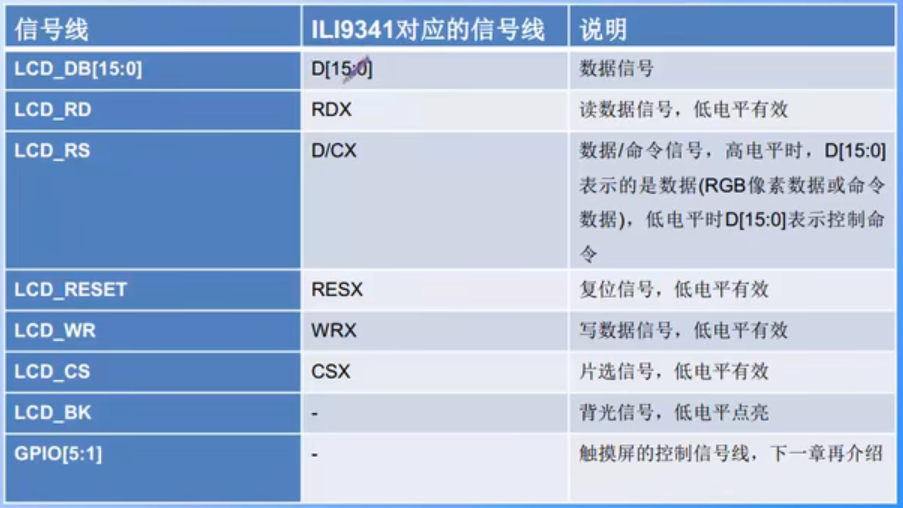 信号线 ILI9341对应的信号线 说明
LCD_DB[15:0] D[15:0] 数据信号
LCD_RD RDX 读数据信号，低电平有效
LCD_RS D/CX 数据/命令信号，高电平时，D[15:0]
表示的是数据(RGB像素数据或命令
数据)，低电平时D[15:0]表示控制命
令
LCD_RESET RESX 复位信号，低电平有效
LCD_WR WRX 写数据信号，低电平有效
LCD_CS CSX 片选信号，低电平有效
LCD_BK - 背光信号，低电平点亮
GPIO[5:1] - 触摸屏的控制信号线，下一章再介绍